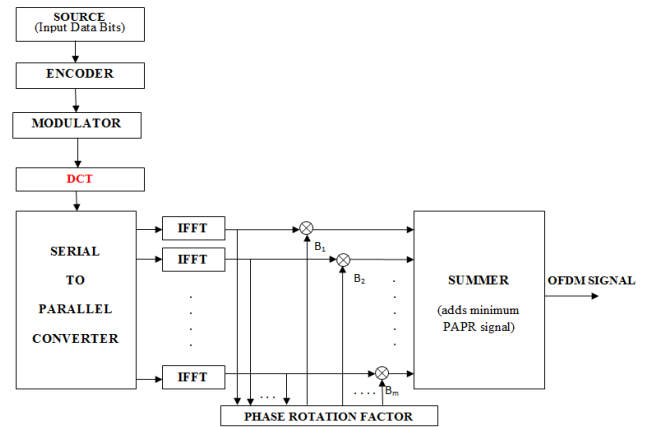 SOURCE
(Input Data Bits)
ENCODER
MODULATOR
DCT
SERIAL
TO
PARALLEL
CONVERTER
IFFT
IFFT
IFFT
B1
B2
Bm
...
....
PHASE ROTATION FACTOR
SUMMER
(adds minimum
PAPR signal)
OFDM SIGNAL